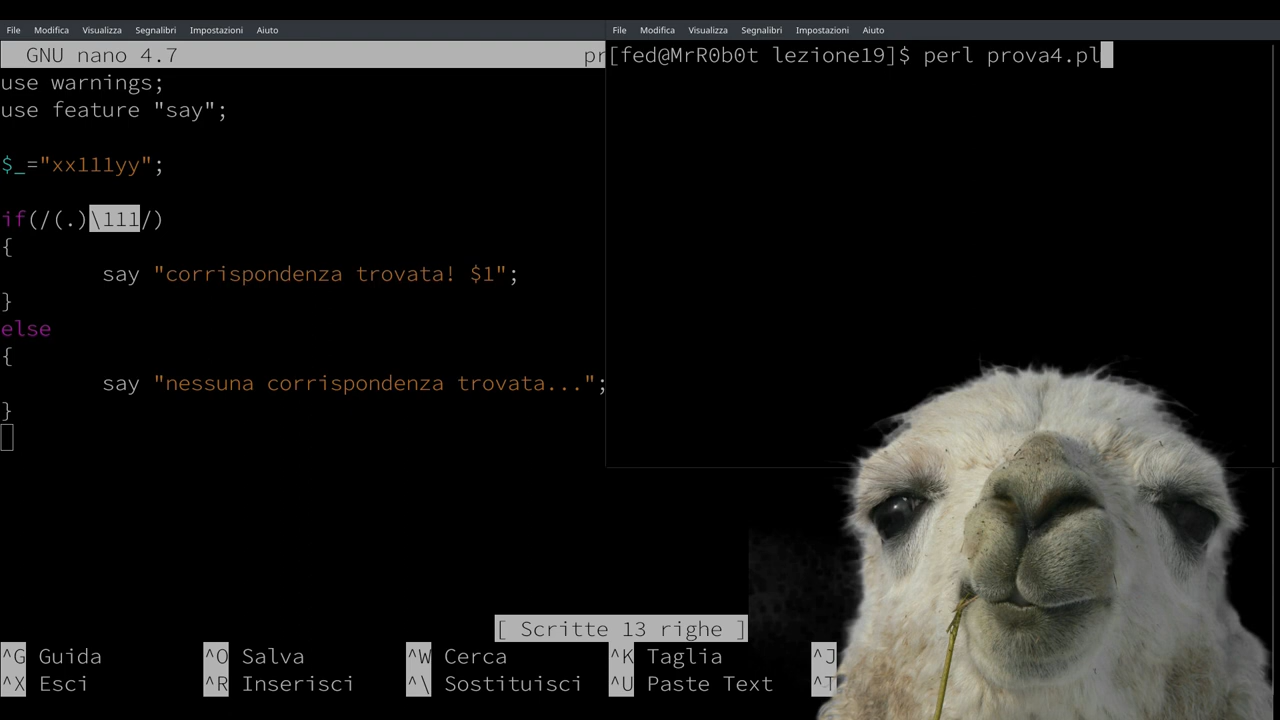 File Modifica Visualizza Segnalibri Impostazioni Aiuto
File Modifica Visualizza Segnalibri Impostazioni Aiuto
GNU nano 4.7 pr
use warnings;
use feature "say";
$_="xx111yy";
if(/(.)\111/)
{
say "corrispondenza trovata! $1";
}
else
{
say "nessuna corrispondenza trovata...";
}
[ Scritte 13 righe ]
^G Guida ^O Salva ^W Cerca ^K Taglia ^J
^X Esci ^R Inserisci ^\ Sostituisci ^U Paste Text ^T
[fed@MrR0b0t lezione19]$ perl prova4.pl